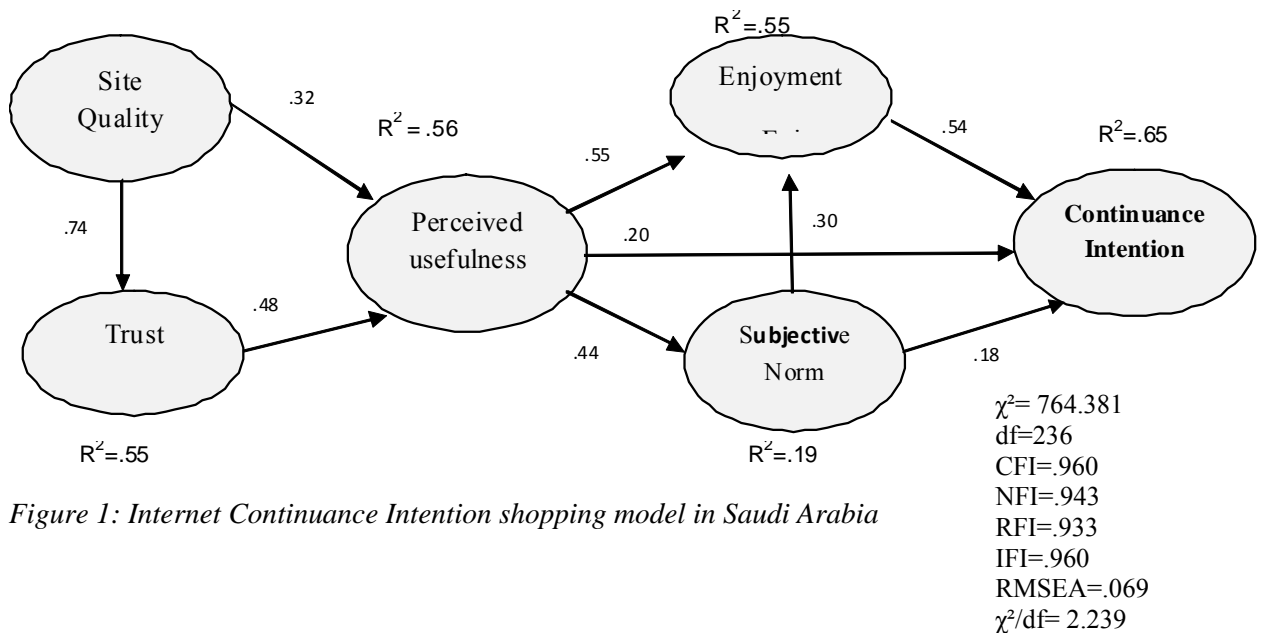 R²=.55
Site
Quality
Enjoyment
.32
R² = .56
.54
R²=.65
.55
.74
Perceived
usefulness
.20
.30
Continuance
Intention
Trust
.48
.44
Subjective
Norm
.18
R²=.55
R²=.19
Figure 1: Internet Continuance Intention shopping model in Saudi Arabia
χ²= 764.381
df=236
CFI=.960
NFI=.943
RFI=.933
IFI=.960
RMSEA=.069
χ²/df= 2.239